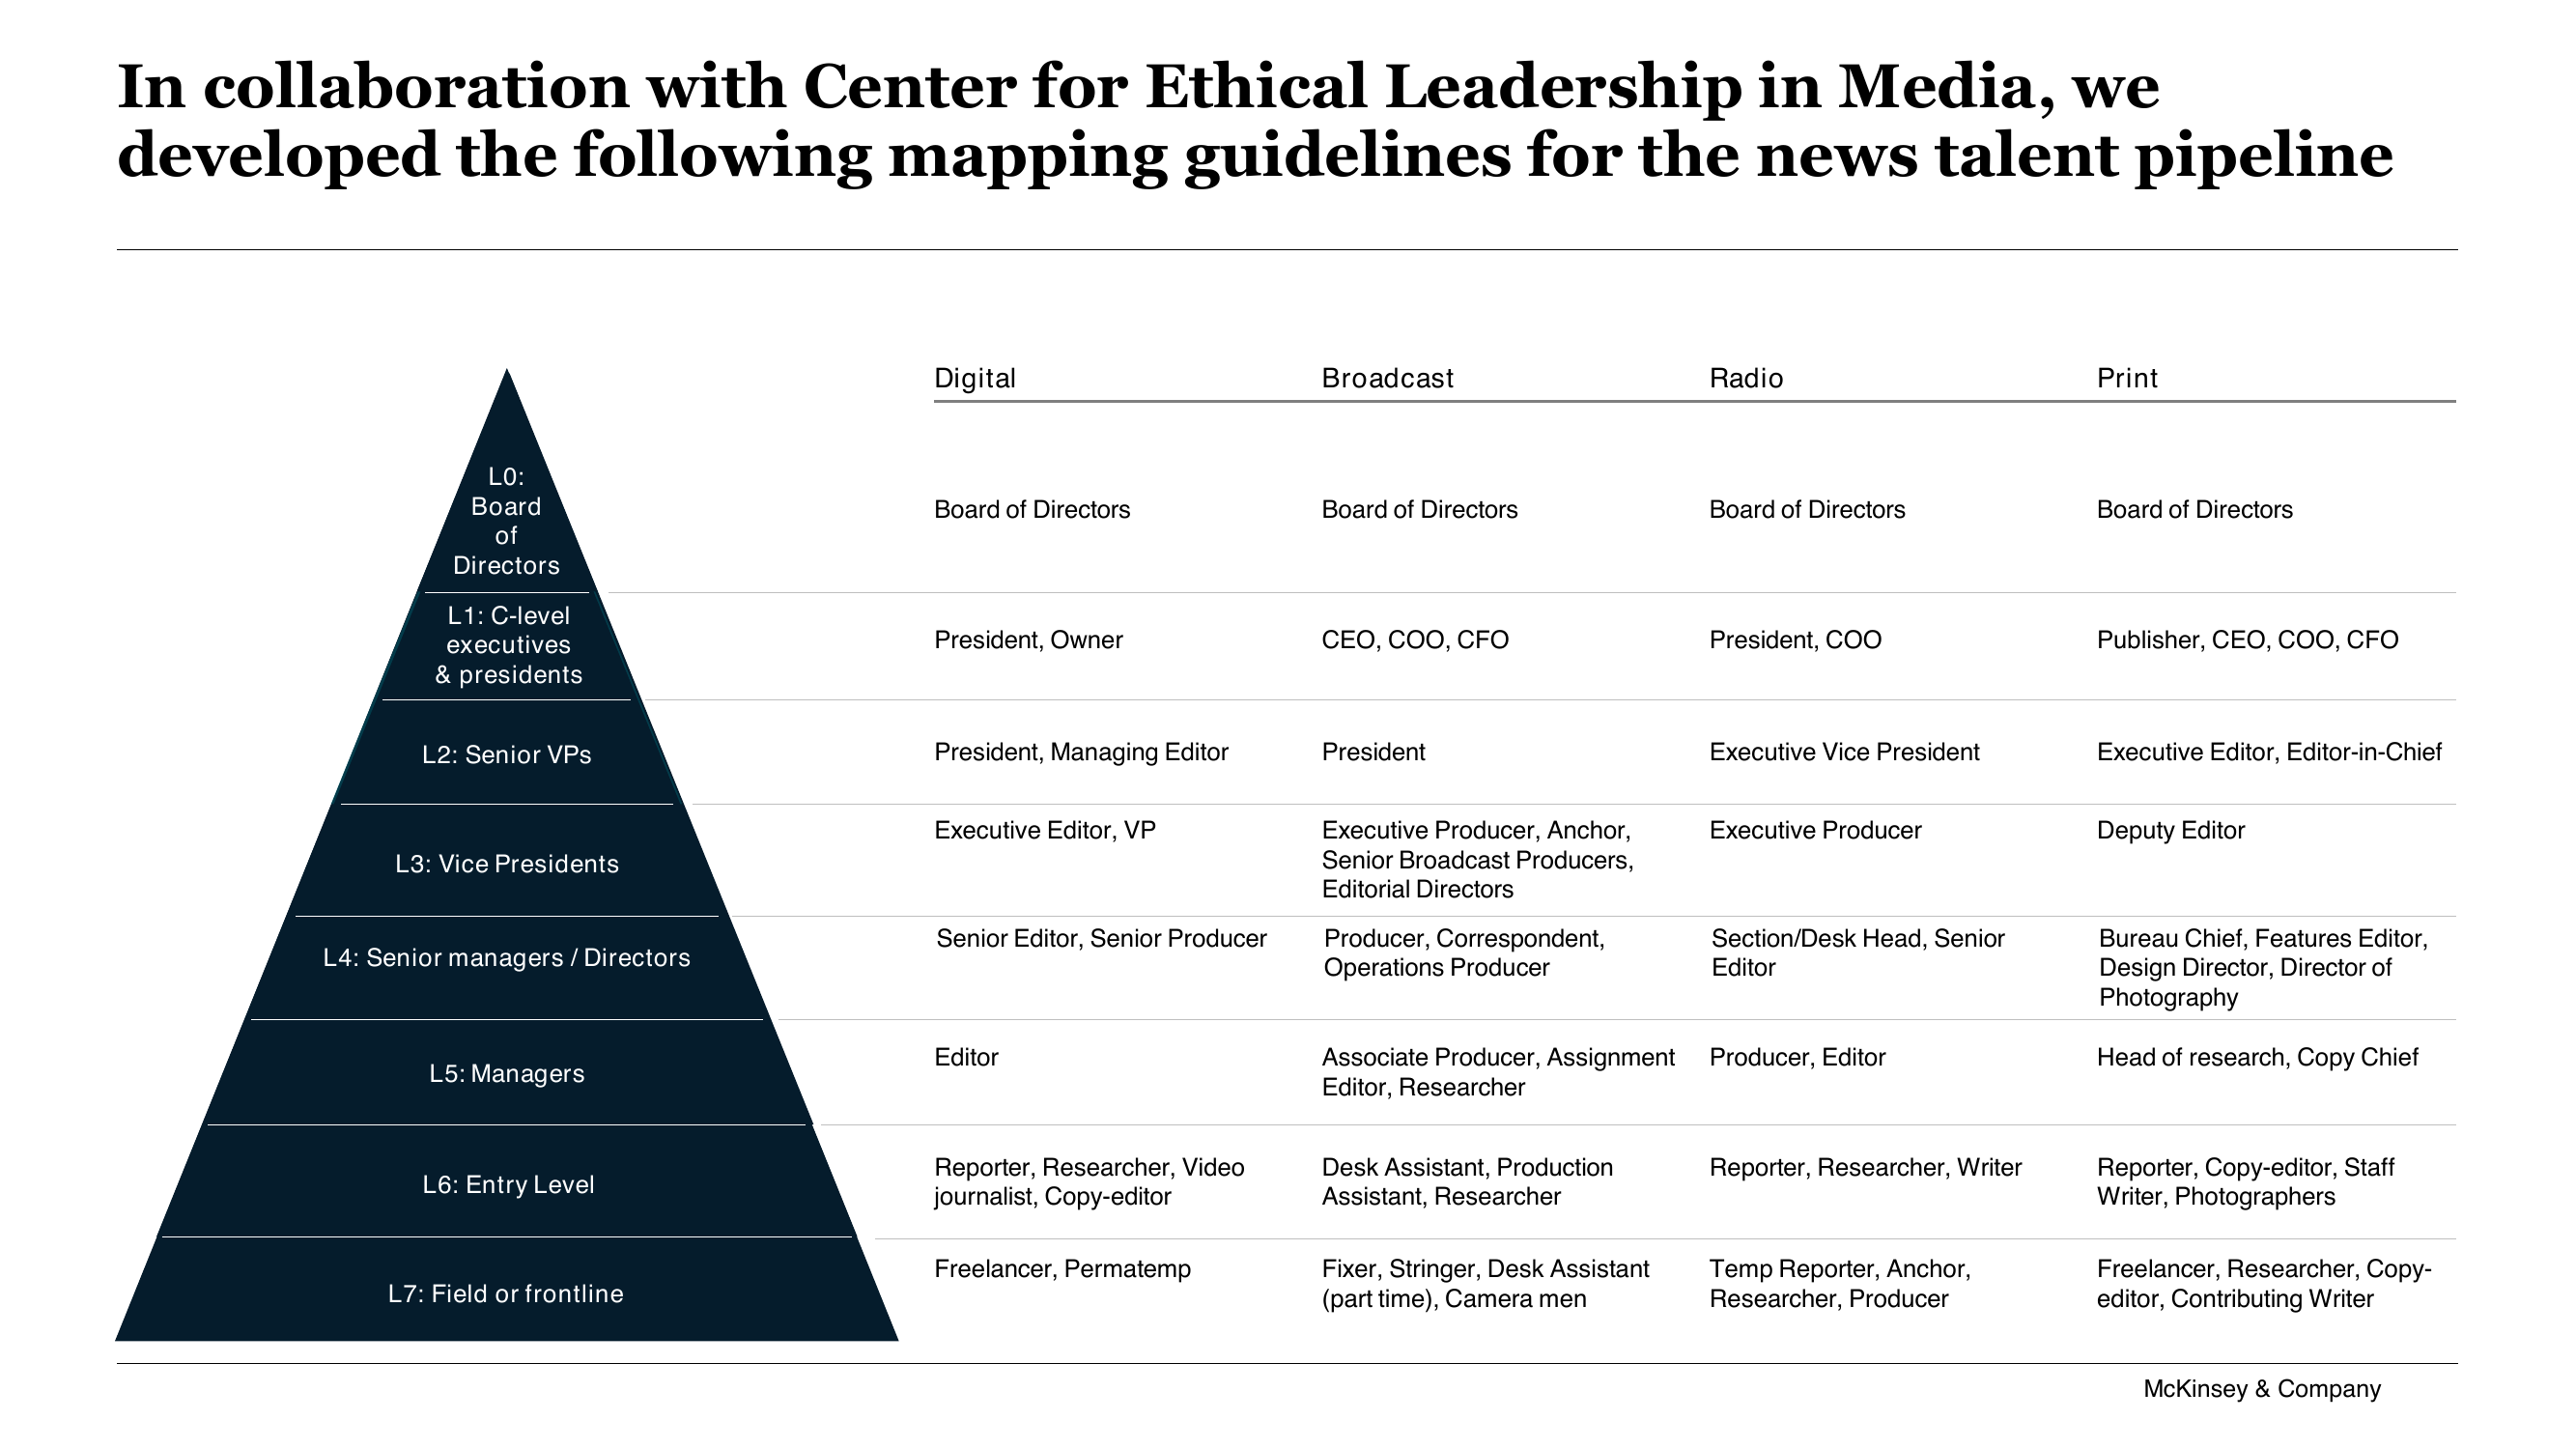 In collaboration with Center for Ethical Leadership in Media, we
developed the following mapping guidelines for the news talent pipeline
Digital
Broadcast
Radio
Print
L0:
Board
of
Directors
Board of Directors
Board of Directors
Board of Directors
Board of Directors
L1: C-level
executives
& presidents
President, Owner
CEO, COO, CFO
President, COO
Publisher, CEO, COO, CFO
L2: Senior VPs
President, Managing Editor
President
Executive Vice President
Executive Editor, Editor-in-Chief
L3: Vice Presidents
Executive Editor, VP
Executive Producer, Anchor,
Senior Broadcast Producers,
Editorial Directors
Executive Producer
Deputy Editor
L4: Senior managers / Directors
Senior Editor, Senior Producer
Producer, Correspondent,
Operations Producer
Section/Desk Head, Senior
Editor
Bureau Chief, Features Editor,
Design Director, Director of
Photography
L5: Managers
Editor
Associate Producer, Assignment
Editor, Researcher
Producer, Editor
Head of research, Copy Chief
L6: Entry Level
Reporter, Researcher, Video
journalist, Copy-editor
Desk Assistant, Production
Assistant, Researcher
Reporter, Researcher, Writer
Reporter, Copy-editor, Staff
Writer, Photographers
L7: Field or frontline
Freelancer, Permatemp
Fixer, Stringer, Desk Assistant
(part time), Camera men
Temp Reporter, Anchor,
Researcher, Producer
Freelancer, Researcher, Copy-
editor, Contributing Writer
McKinsey & Company